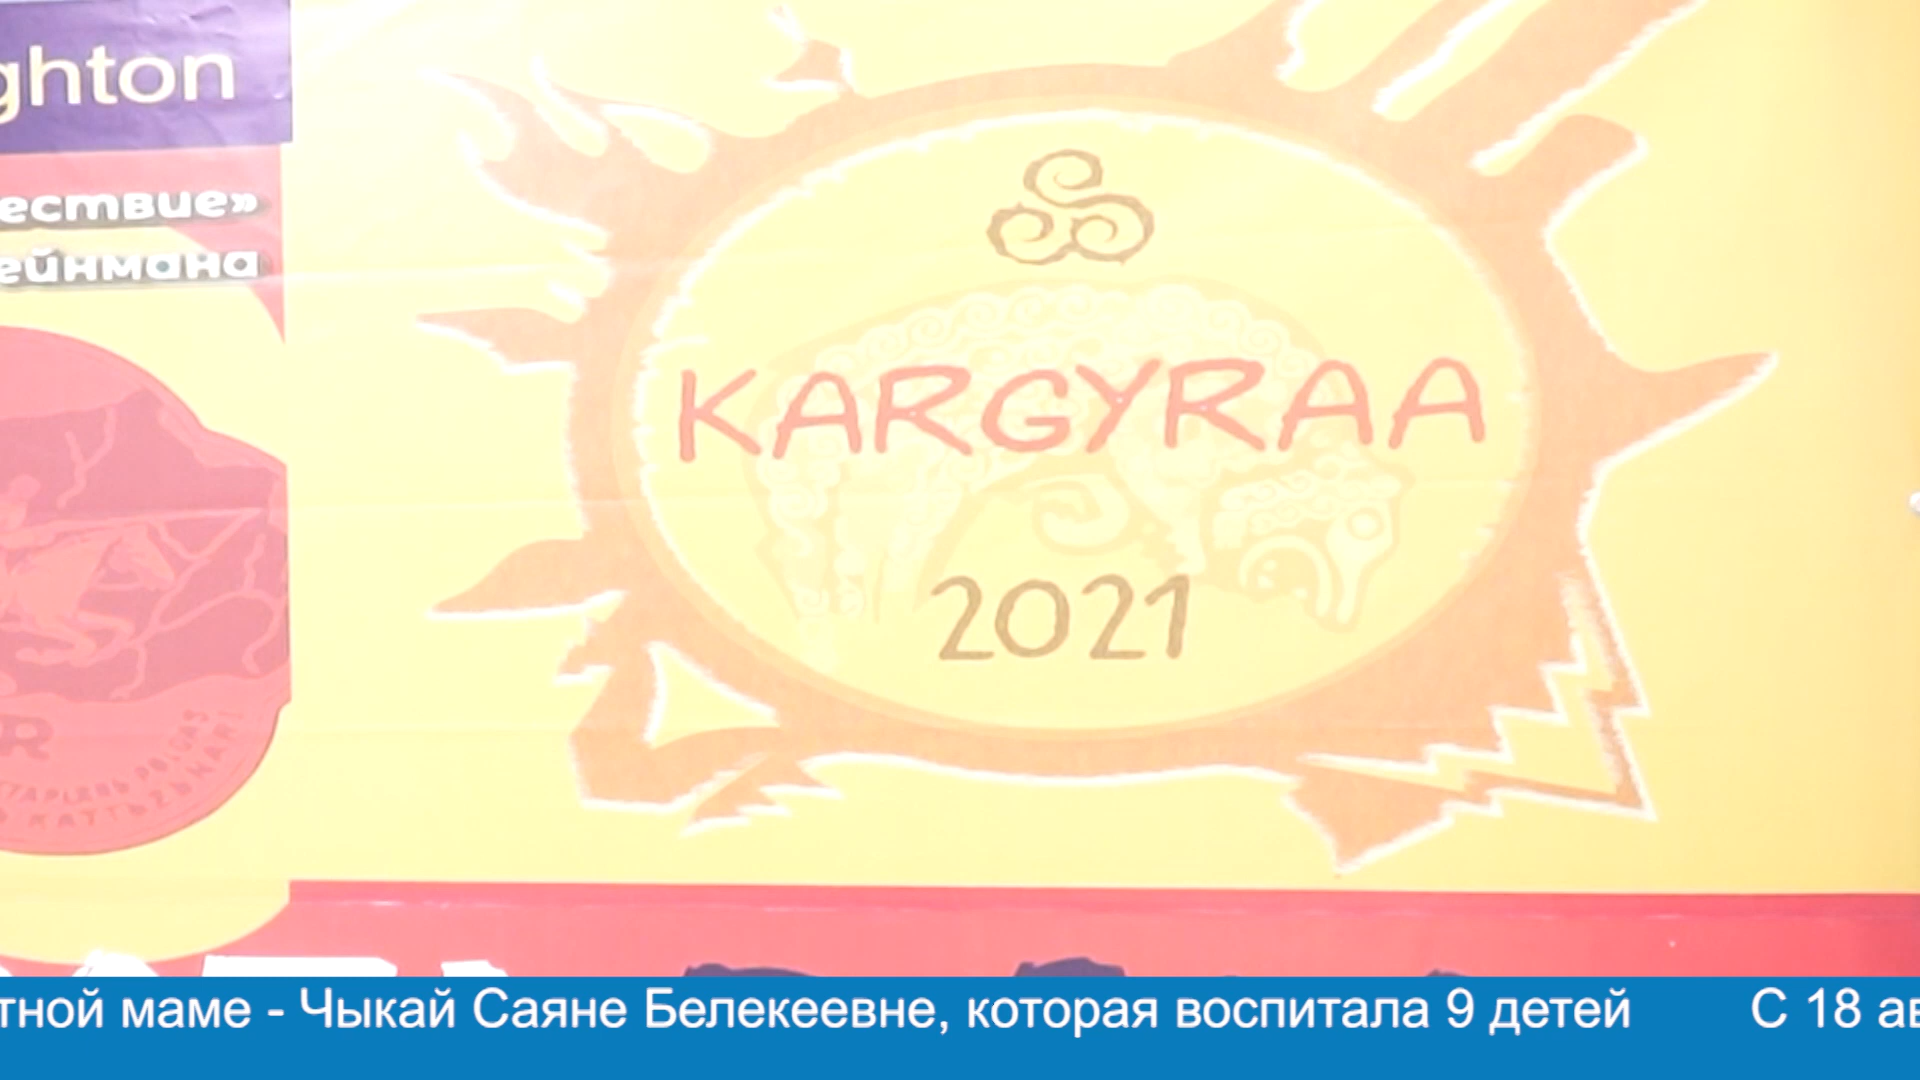 ghton
ествие»
ейнмана
KARGYRAA
2021
R
тной маме - Чыкай Саяне Белекеевне, которая воспитала 9 детей С 18 ав